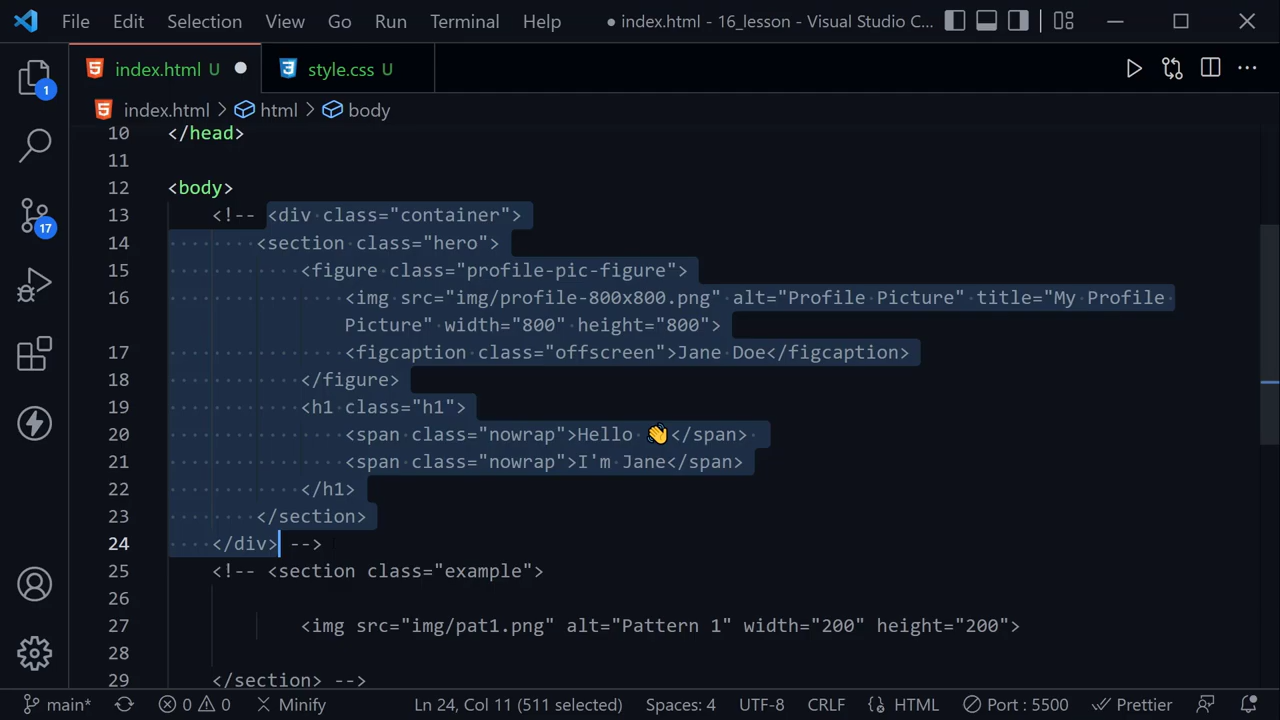 File Edit Selection View Go Run Terminal Help ● index.html - 16_lesson - Visual Studio C...
index.html U ● style.css U
index.html > html > body
1
10 </head>
11
12 <body>
13 <!-- <div class="container">
14 <section class="hero">
15 <figure class="profile-pic-figure">
16 <img src="img/profile-800x800.png" alt="Profile Picture" title="My Profile
Picture" width="800" height="800">
17 <figcaption class="offscreen">Jane Doe</figcaption>
18 </figure>
19 <h1 class="h1">
20 <span class="nowrap">Hello 👋</span>
21 <span class="nowrap">I'm Jane</span>
22 </h1>
23 </section>
24 </div> -->
25 <!-- <section class="example">
26
27 <img src="img/pat1.png" alt="Pattern 1" width="200" height="200">
28
29 </section> -->
17
main* 0 0 Minify Ln 24, Col 11 (511 selected) Spaces: 4 UTF-8 CRLF HTML Port : 5500 Prettier